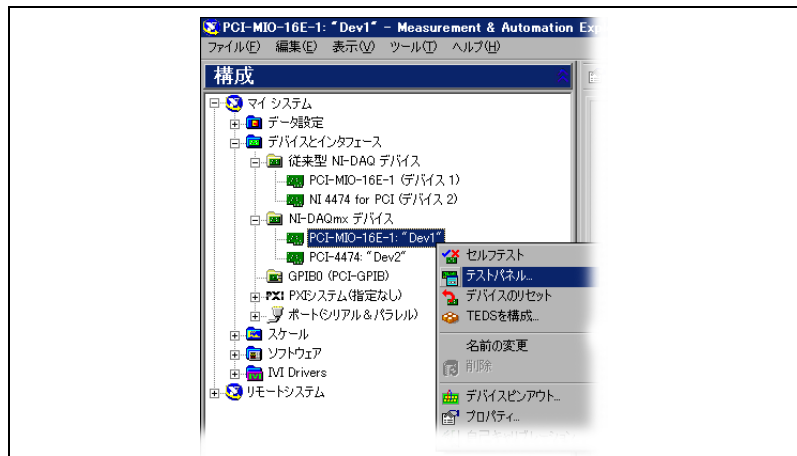 PCI-MIO-16E-1: "Dev1" - Measurement & Automation Exp
ファイル(F) 編集(E) 表示(V) ツール(T) ヘルプ(H)
構成
マイ システム
データ設定
デバイスとインタフェース
従来型 NI-DAQ デバイス
PCI-MIO-16E-1 (デバイス 1)
NI 4474 for PCI (デバイス 2)
NI-DAQmx デバイス
PCI-MIO-16E-1: "Dev1"
PCI-4474: "Dev2"
GPIB0 (PCI-GPIB)
PXI PXIシステム(指定なし)
ポート(シリアル & パラレル)
スケール
ソフトウェア
IVI Drivers
リモートシステム
セルフテスト
テストパネル...
デバイスのリセット
TEDSを構成...
名前の変更
削除
デバイスピンアウト...
プロパティ...